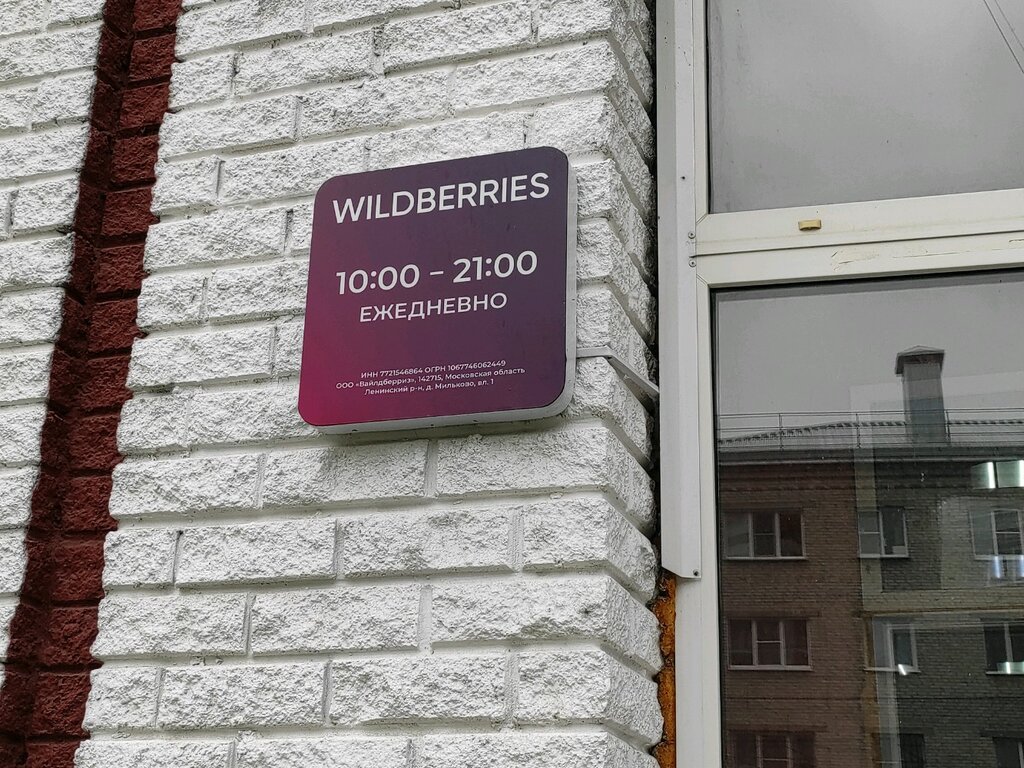 WILDBERRIES
10:00 – 21:00
ЕЖЕДНЕВНО
ИНН 7721546864 ОГРН 1067746062449
ООО «Вайлдберриз», 142715, Московская область
Ленинский р-н, д. Мильково, вл. 1